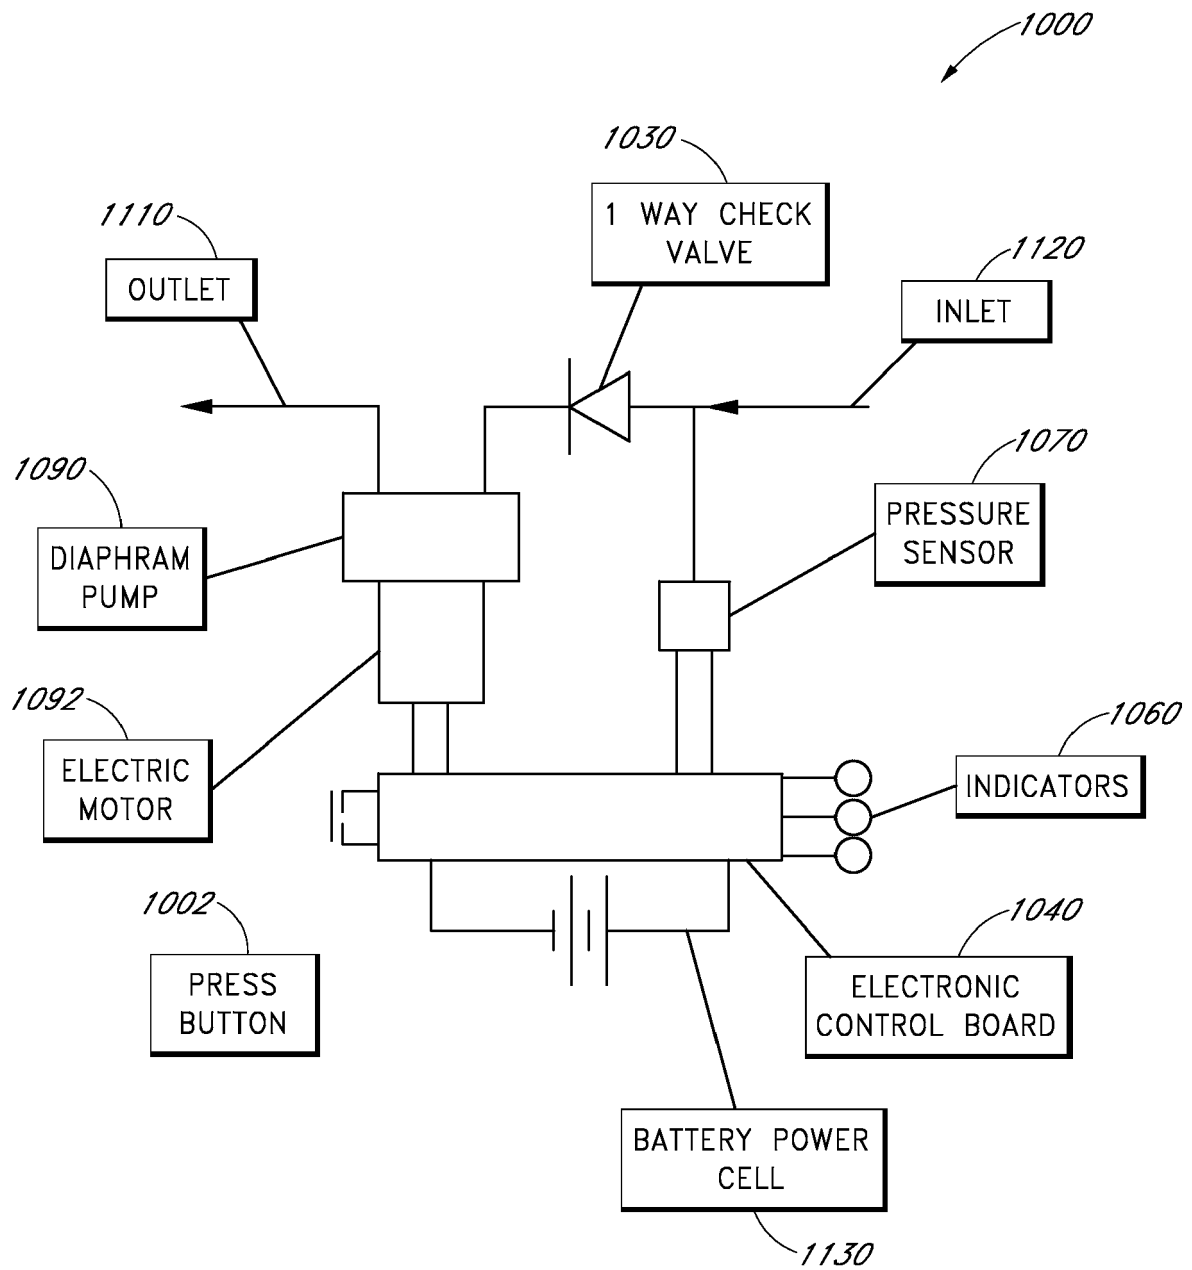 1000
1030
1 WAY CHECK
VALVE
1110
OUTLET
1120
INLET
1090
DIAPHRAM
PUMP
1070
PRESSURE
SENSOR
1092
ELECTRIC
MOTOR
1060
INDICATORS
1002
PRESS
BUTTON
1040
ELECTRONIC
CONTROL BOARD
BATTERY POWER
CELL
1130